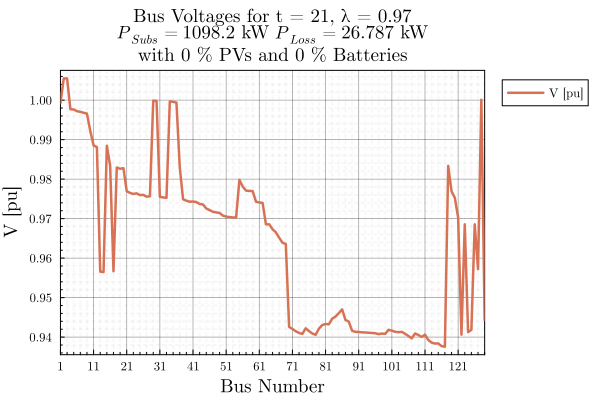 Bus Voltages for t = 21, λ = 0.97
P_Subs = 1098.2 kW P_Loss = 26.787 kW
with 0 % PVs and 0 % Batteries
V [pu]
1.00
0.99
0.98
0.97
0.96
0.95
0.94
V [pu]
1 11 21 31 41 51 61 71 81 91 101 111 121
Bus Number